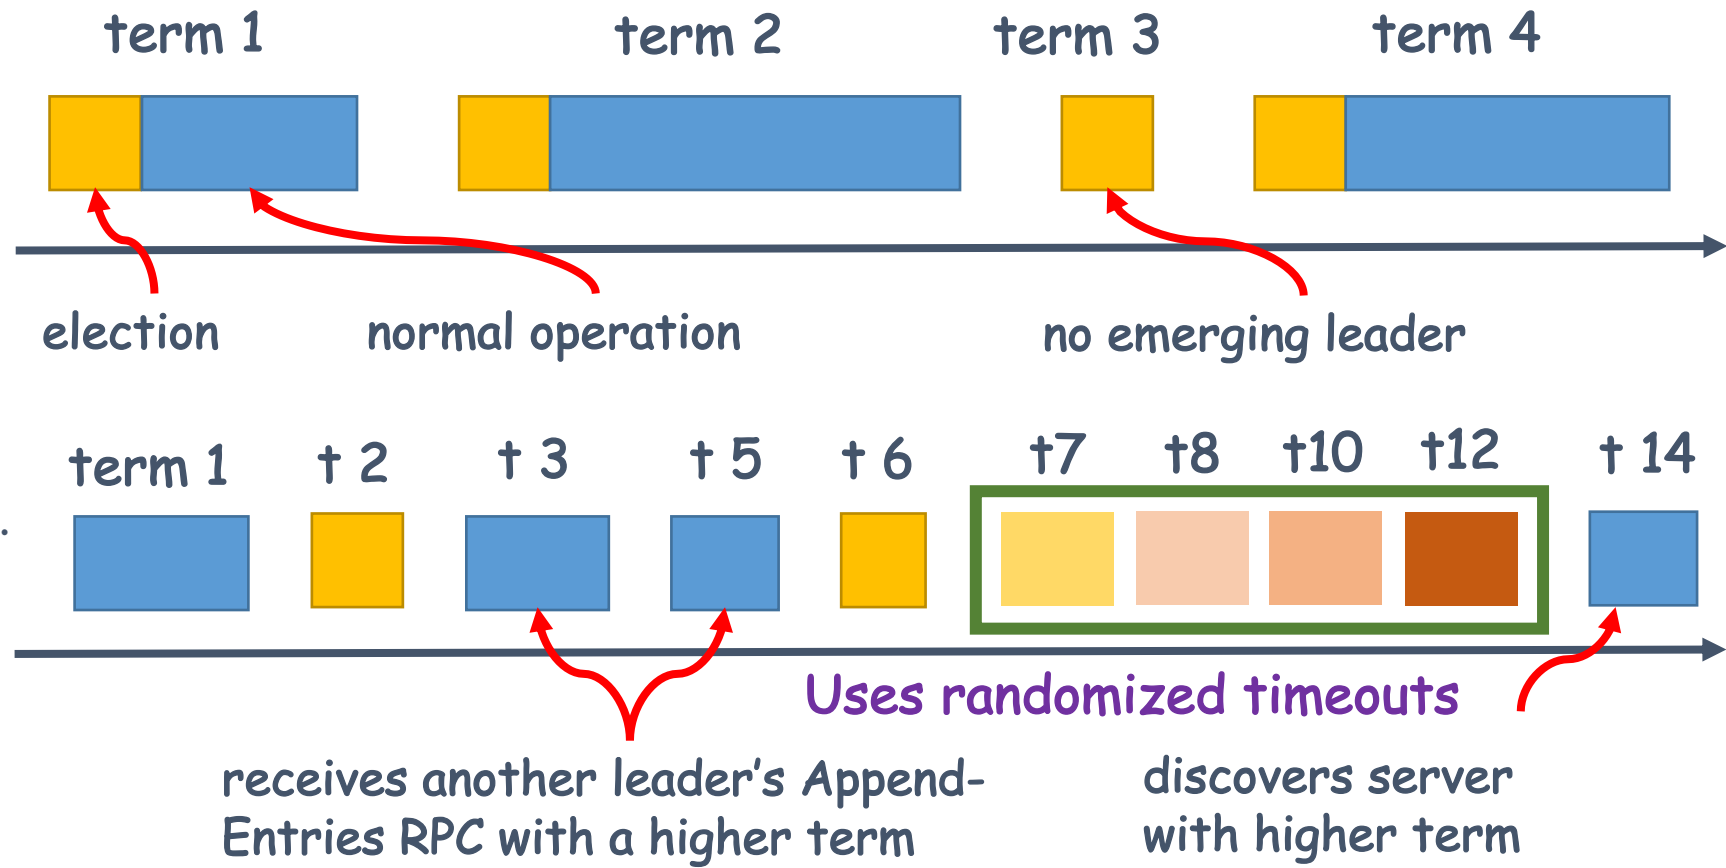 term 1
term 2
term 3
term 4
election
normal operation
no emerging leader
term 1
t 2
t 3
t 5
t 6
t7
t8
t10
t12
t 14
Uses randomized timeouts
receives another leader’s Append-
Entries RPC with a higher term
discovers server
with higher term